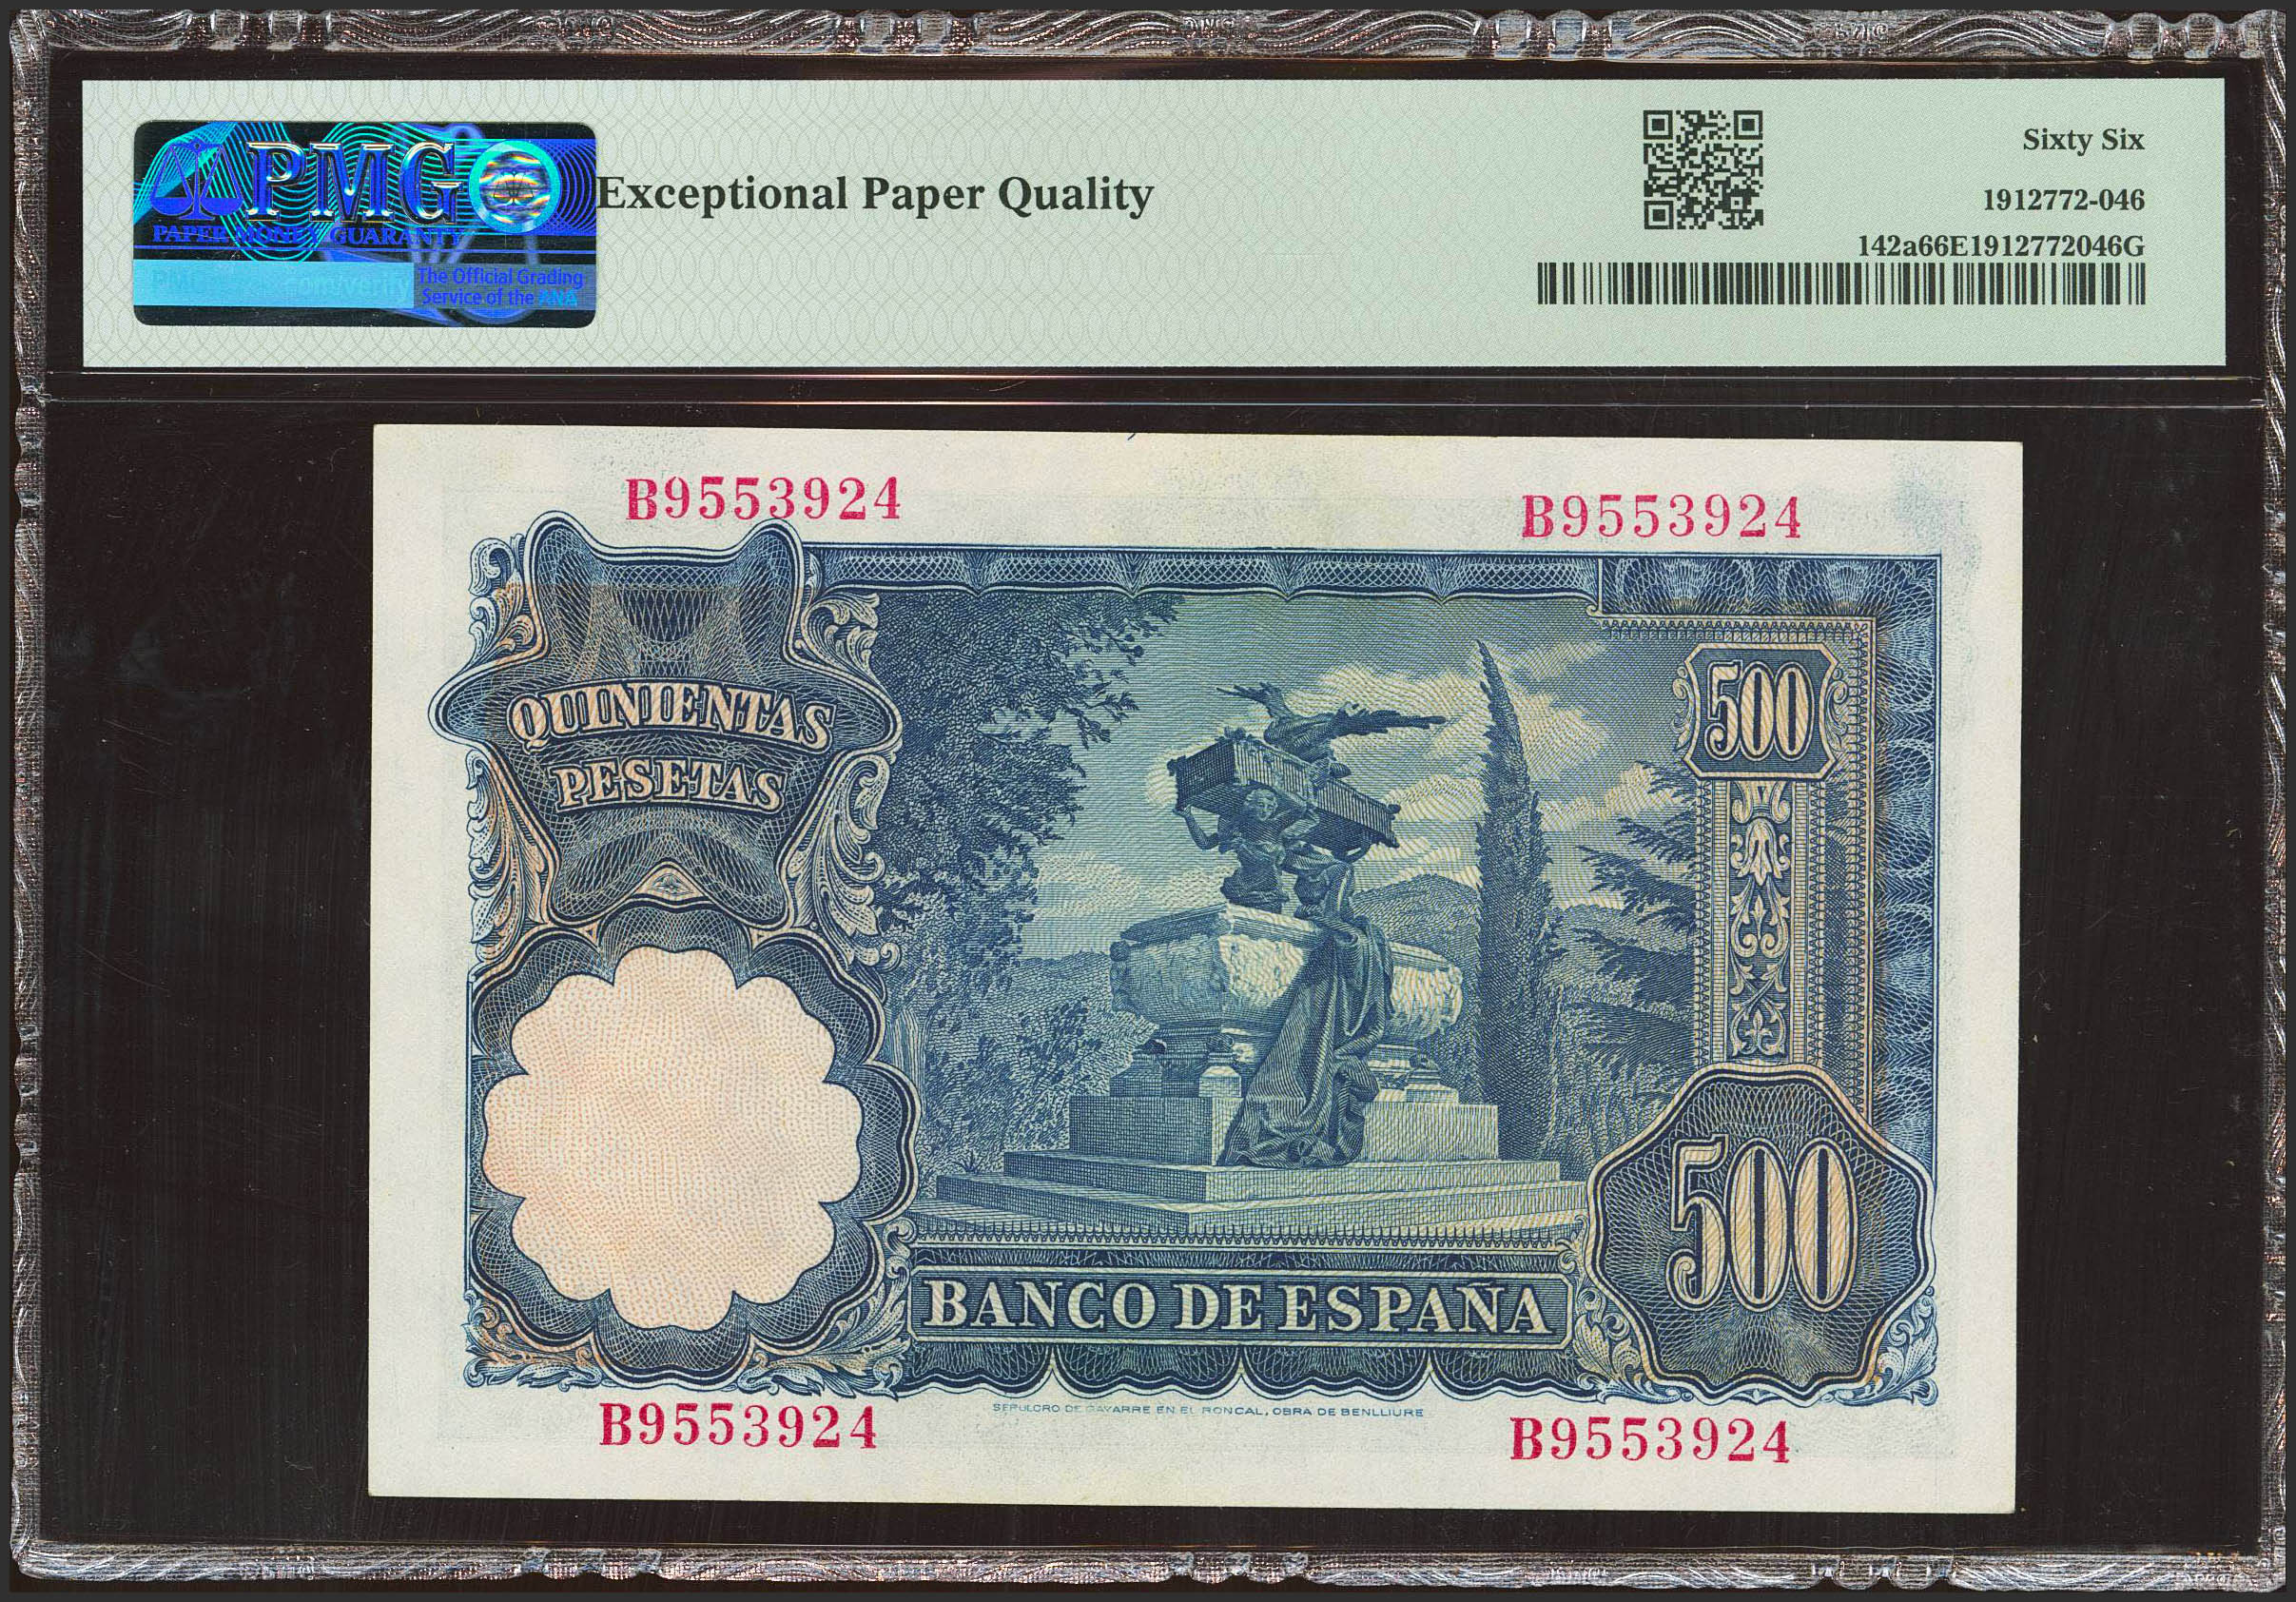 PMG
PAPER MONEY GUARANTY
The Official Grading
Service of the PNA
Exceptional Paper Quality
Sixty Six
1912772-046
142a66E1912772046G
B9553924
B9553924
QUINIENTAS
PESETAS
500
500
BANCO DE ESPAÑA
SEPULCRO DE GAYARRE EN EL RONCAL, OBRA DE BENLLIURE
B9553924
B9553924